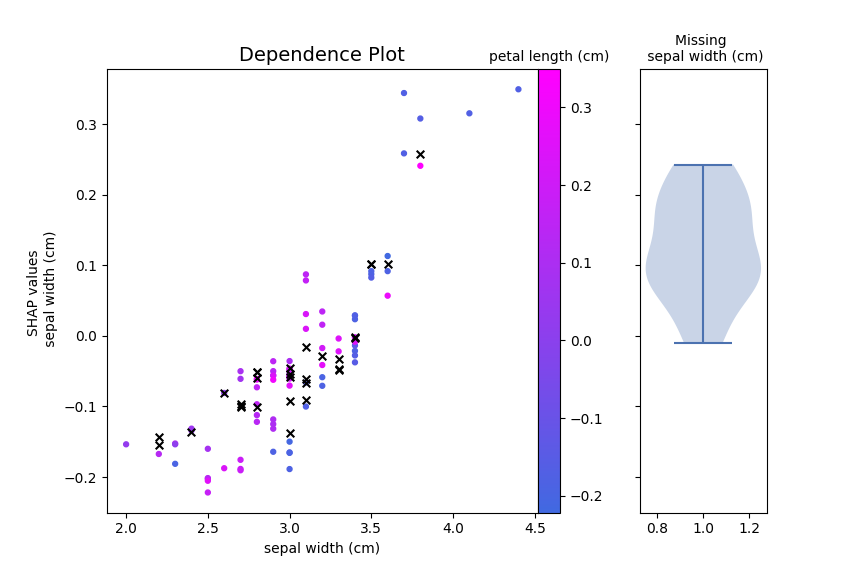 Dependence Plot
petal length (cm)
Missing
sepal width (cm)
SHAP values
sepal width (cm)
0.3
0.2
0.1
0.0
−0.1
−0.2
2.0 2.5 3.0 3.5 4.0 4.5
sepal width (cm)
0.3
0.2
0.1
0.0
−0.1
−0.2
0.8 1.0 1.2